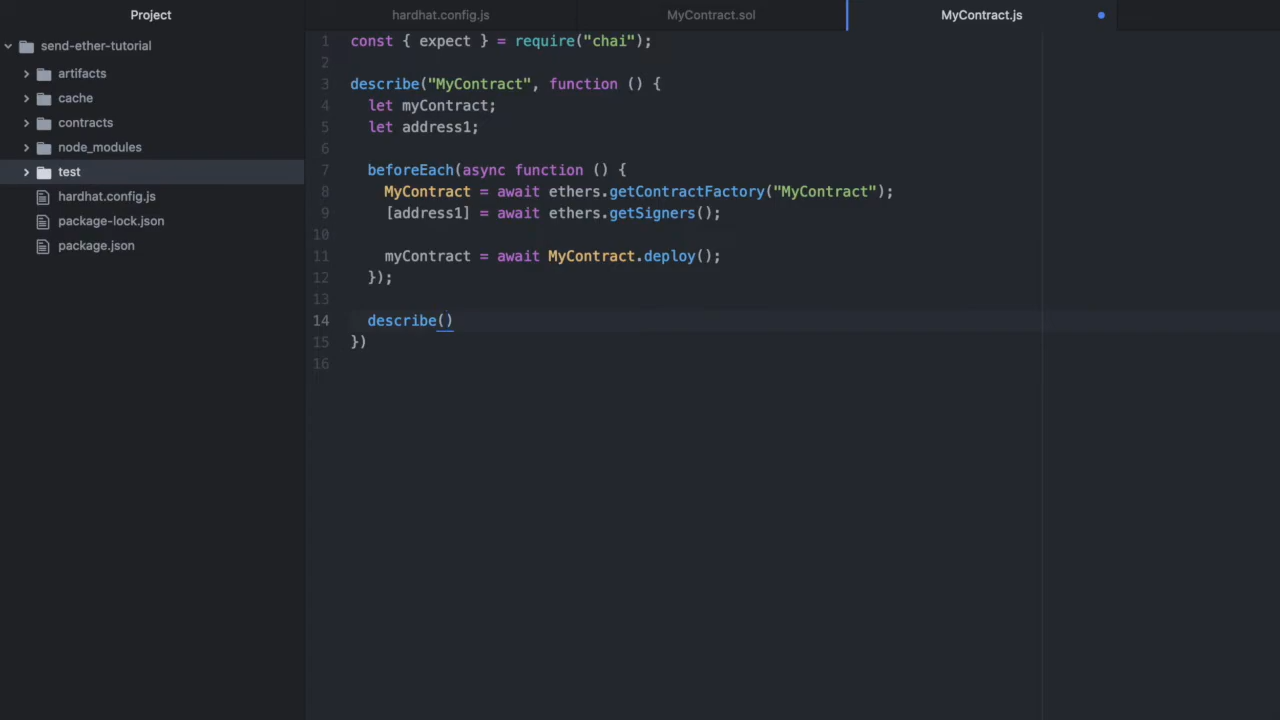 Project
hardhat.config.js
MyContract.sol
MyContract.js
send-ether-tutorial
artifacts
cache
contracts
node_modules
test
hardhat.config.js
package-lock.json
package.json
1 const { expect } = require("chai");
2
3 describe("MyContract", function () {
4   let myContract;
5   let address1;
6
7   beforeEach(async function () {
8     MyContract = await ethers.getContractFactory("MyContract");
9     [address1] = await ethers.getSigners();
10
11     myContract = await MyContract.deploy();
12   });
13
14   describe()
15 })
16